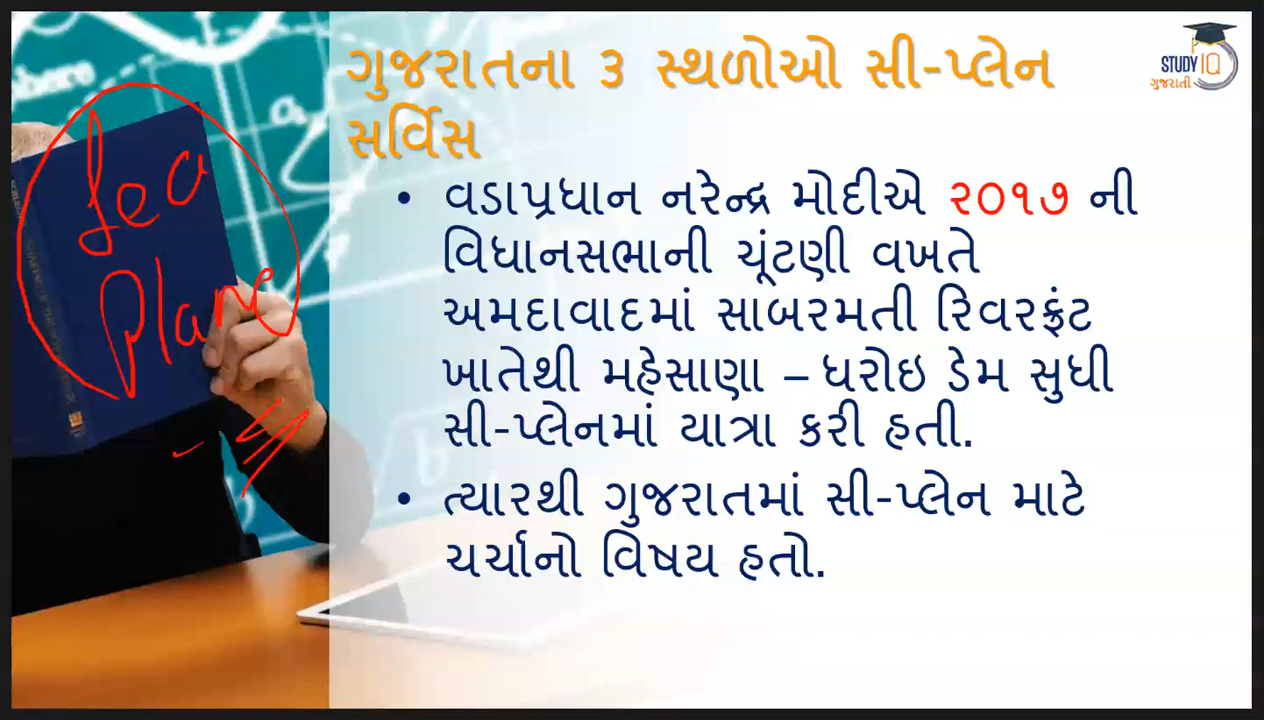 ગુજરાતના 3 સ્થળોઓ સી-પ્લેન
સર્વિસ
STUDY IQ
ગુજરાતી
Sea
Plane
• વડાપ્રધાન નરેન્દ્ર મોદીએ ૨૦૧૭ ની
વિધાનસભાની ચૂંટણી વખતે
અમદાવાદમાં સાબરમતી રિવરફ્રંટ
ખાતેથી મહેસાણા – ધરોઇ ડેમ સુધી
સી-પ્લેનમાં યાત્રા કરી હતી.
• ત્યારથી ગુજરાતમાં સી-પ્લેન માટે
ચર્ચાનો વિષય હતો.